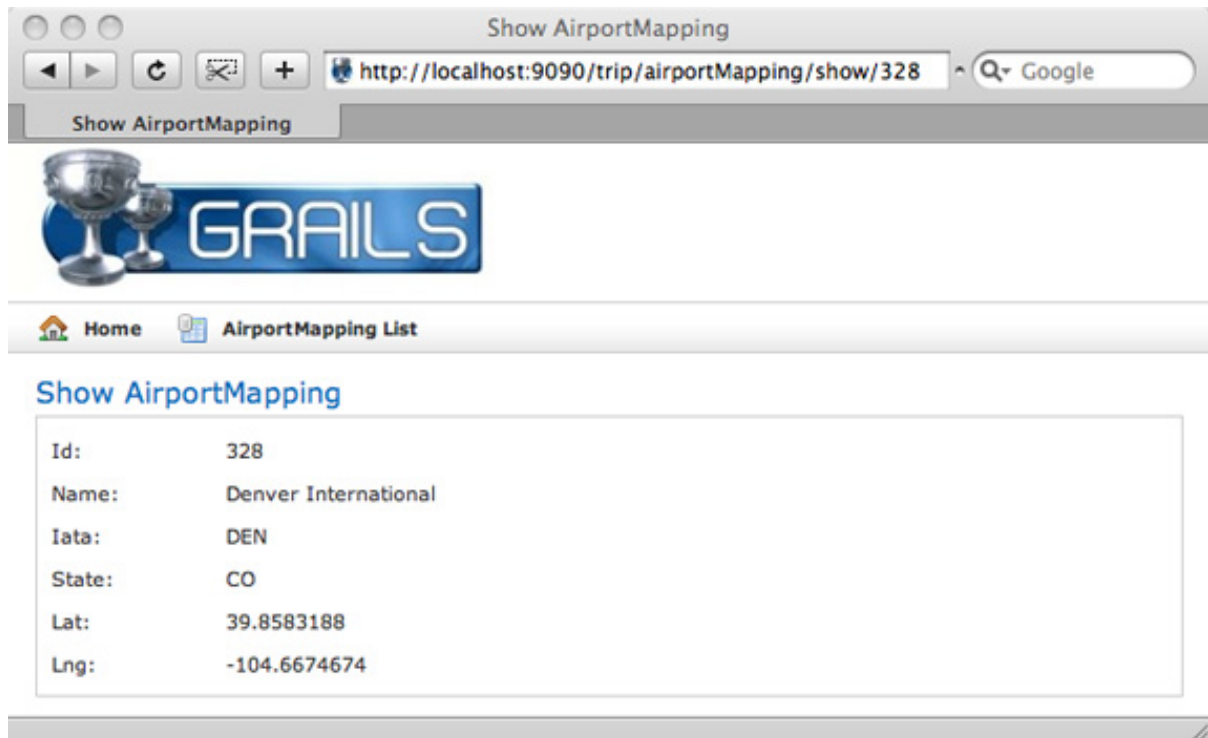 Show AirportMapping
http://localhost:9090/trip/airportMapping/show/328
Google
Show AirportMapping
GRAILS
Home AirportMapping List
Show AirportMapping
Id: 328
Name: Denver International
Iata: DEN
State: CO
Lat: 39.8583188
Lng: -104.6674674